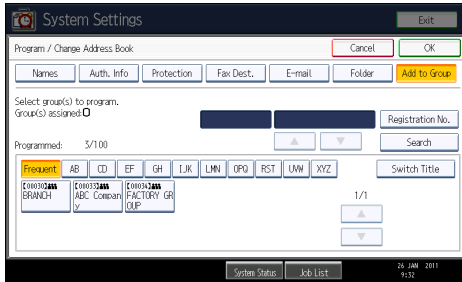 System Settings
Exit
Program / Change Address Book
Cancel
OK
Names
Auth. Info
Protection
Fax Dest.
E-mail
Folder
Add to Group
Select group(s) to program.
Group(s) assigned:0
Registration No.
Programmed: 3/100
Search
Frequent
AB
CD
EF
GH
IJK
LMN
OPQ
RST
UVW
XYZ
Switch Title
【00030】
BRANCH
【00033】
ABC Compan
y
【00034】
FACTORY GR
OUP
1/1
System Status
Job List
26 JAN 2011
9:32